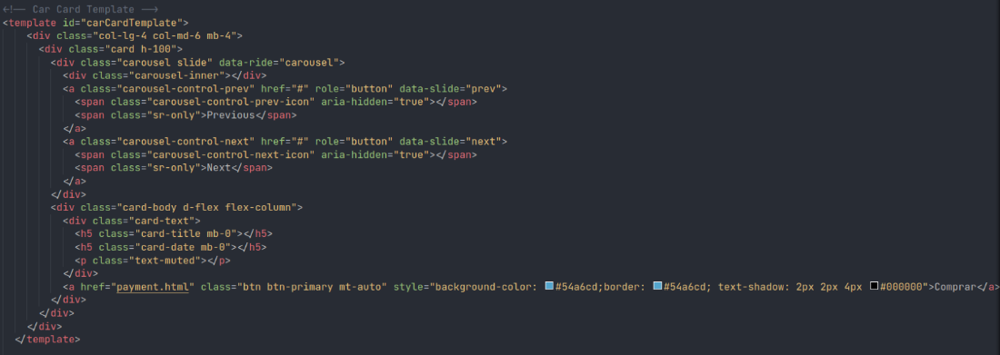 <!-- Car Card Template -->
<template id="carCardTemplate">
<div class="col-lg-4 col-md-6 mb-4">
<div class="card h-100">
<div class="carousel slide" data-ride="carousel">
<div class="carousel-inner"></div>
<a class="carousel-control-prev" href="#" role="button" data-slide="prev">
<span class="carousel-control-prev-icon" aria-hidden="true"></span>
<span class="sr-only">Previous</span>
</a>
<a class="carousel-control-next" href="#" role="button" data-slide="next">
<span class="carousel-control-next-icon" aria-hidden="true"></span>
<span class="sr-only">Next</span>
</a>
</div>
<div class="card-body d-flex flex-column">
<div class="card-text">
<h5 class="card-title mb-0"></h5>
<h5 class="card-date mb-0"></h5>
<p class="text-muted"></p>
</div>
<a href="payment.html" class="btn btn-primary mt-auto" style="background-color: #54a6cd;border: #54a6cd; text-shadow: 2px 2px 4px #000000">Comprar</a>
</div>
</div>
</div>
</template>